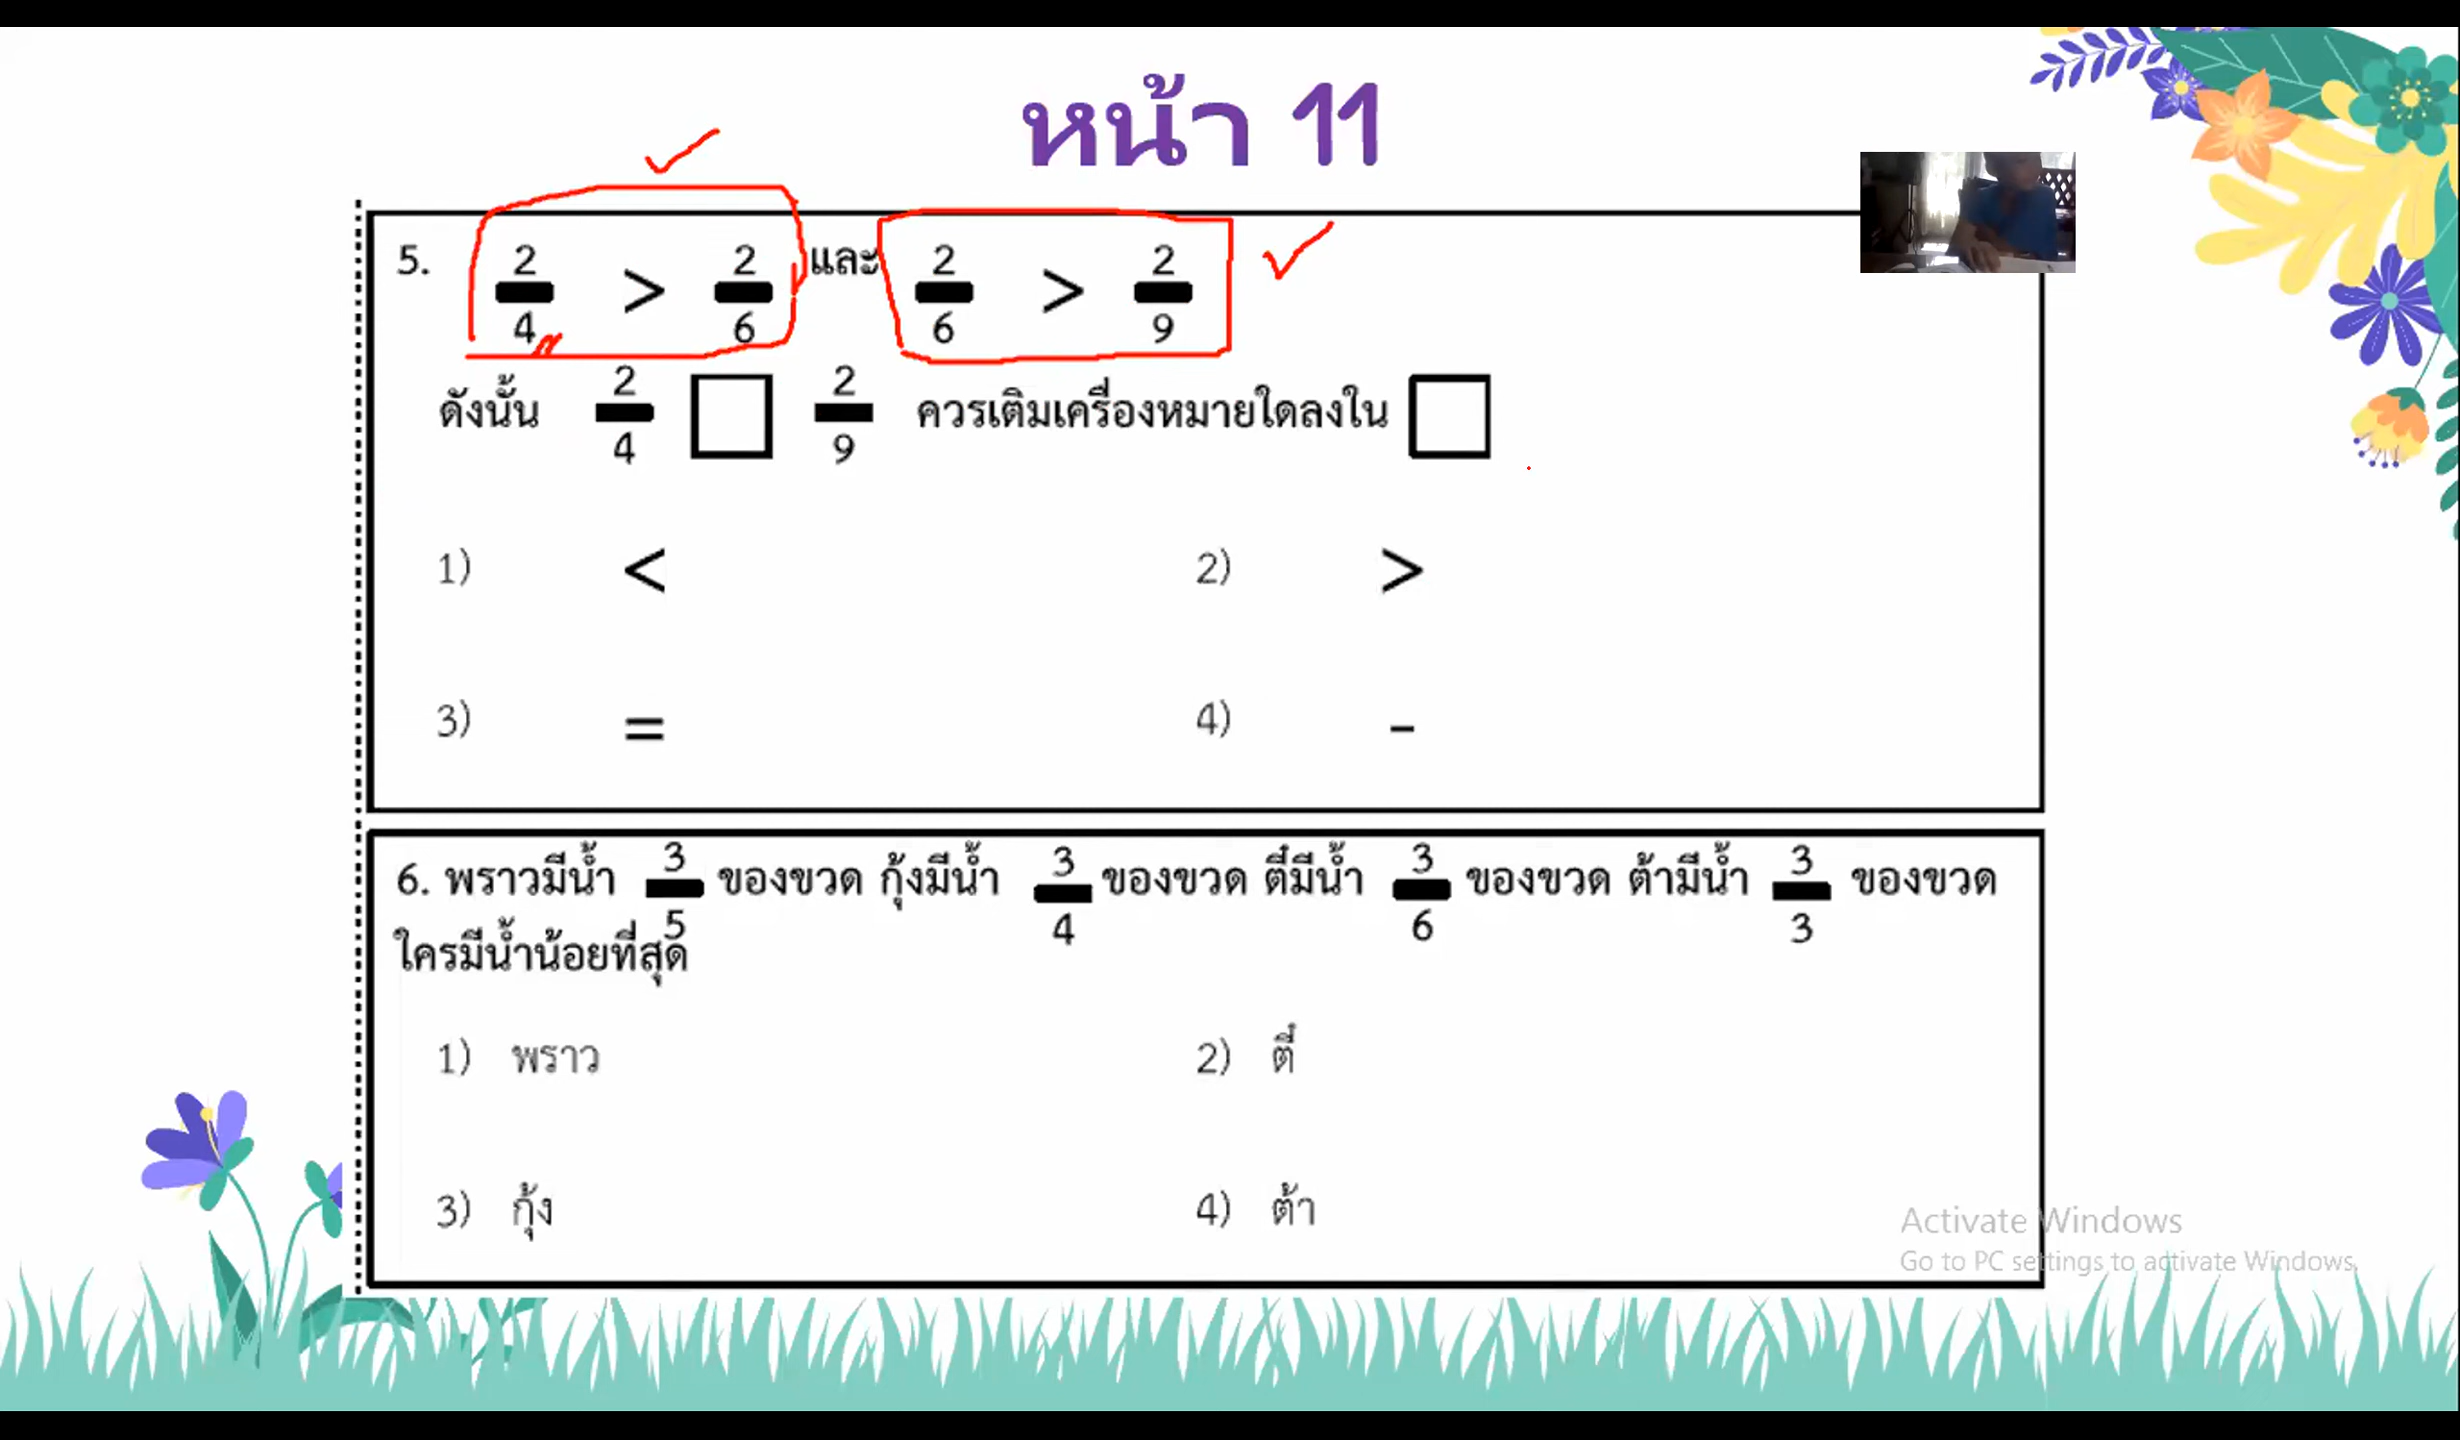 หน้า 11
5. 2/4 > 2/6 และ 2/6 > 2/9
ดังนั้น 2/4 □ 2/9 ควรเติมเครื่องหมายใดลงใน □
1) < 2) >
3) = 4) -
6. พราวมีน้ำ 3/5 ของขวด กุ้งมีน้ำ 3/4 ของขวด ตี๋มีน้ำ 3/6 ของขวด ต้ามีน้ำ 3/3 ของขวด
ใครมีน้ำน้อยที่สุด
1) พราว 2) ตี๋
3) กุ้ง 4) ต้า
Activate Windows
Go to PC settings to activate Windows.